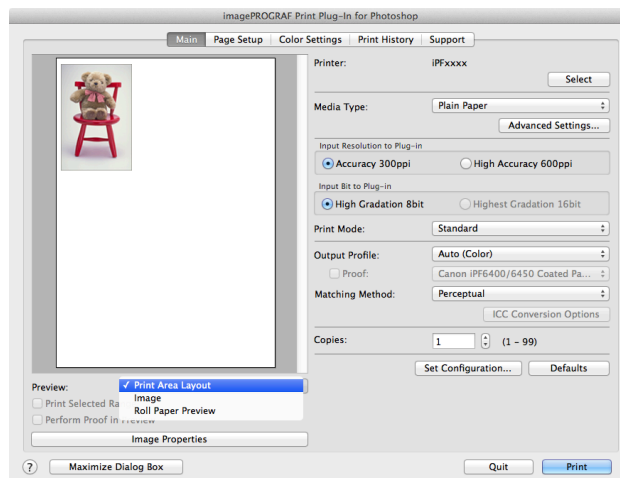 imagePROGRAF Print Plug-In for Photoshop
Main Page Setup Color Settings Print History Support
Printer: iPFxxxx
Select
Media Type: Plain Paper
Advanced Settings...
Input Resolution to Plug-in
Accuracy 300ppi High Accuracy 600ppi
Input Bit to Plug-in
High Gradation 8bit Highest Gradation 16bit
Print Mode: Standard
Output Profile: Auto (Color)
Proof: Canon iPF6400/6450 Coated Pa...
Matching Method: Perceptual
ICC Conversion Options
Copies: 1 (1 - 99)
Set Configuration... Defaults
Preview: ✓ Print Area Layout
Image
Roll Paper Preview
Print Selected Ra
Perform Proof in Preview
Image Properties
? Maximize Dialog Box Quit Print